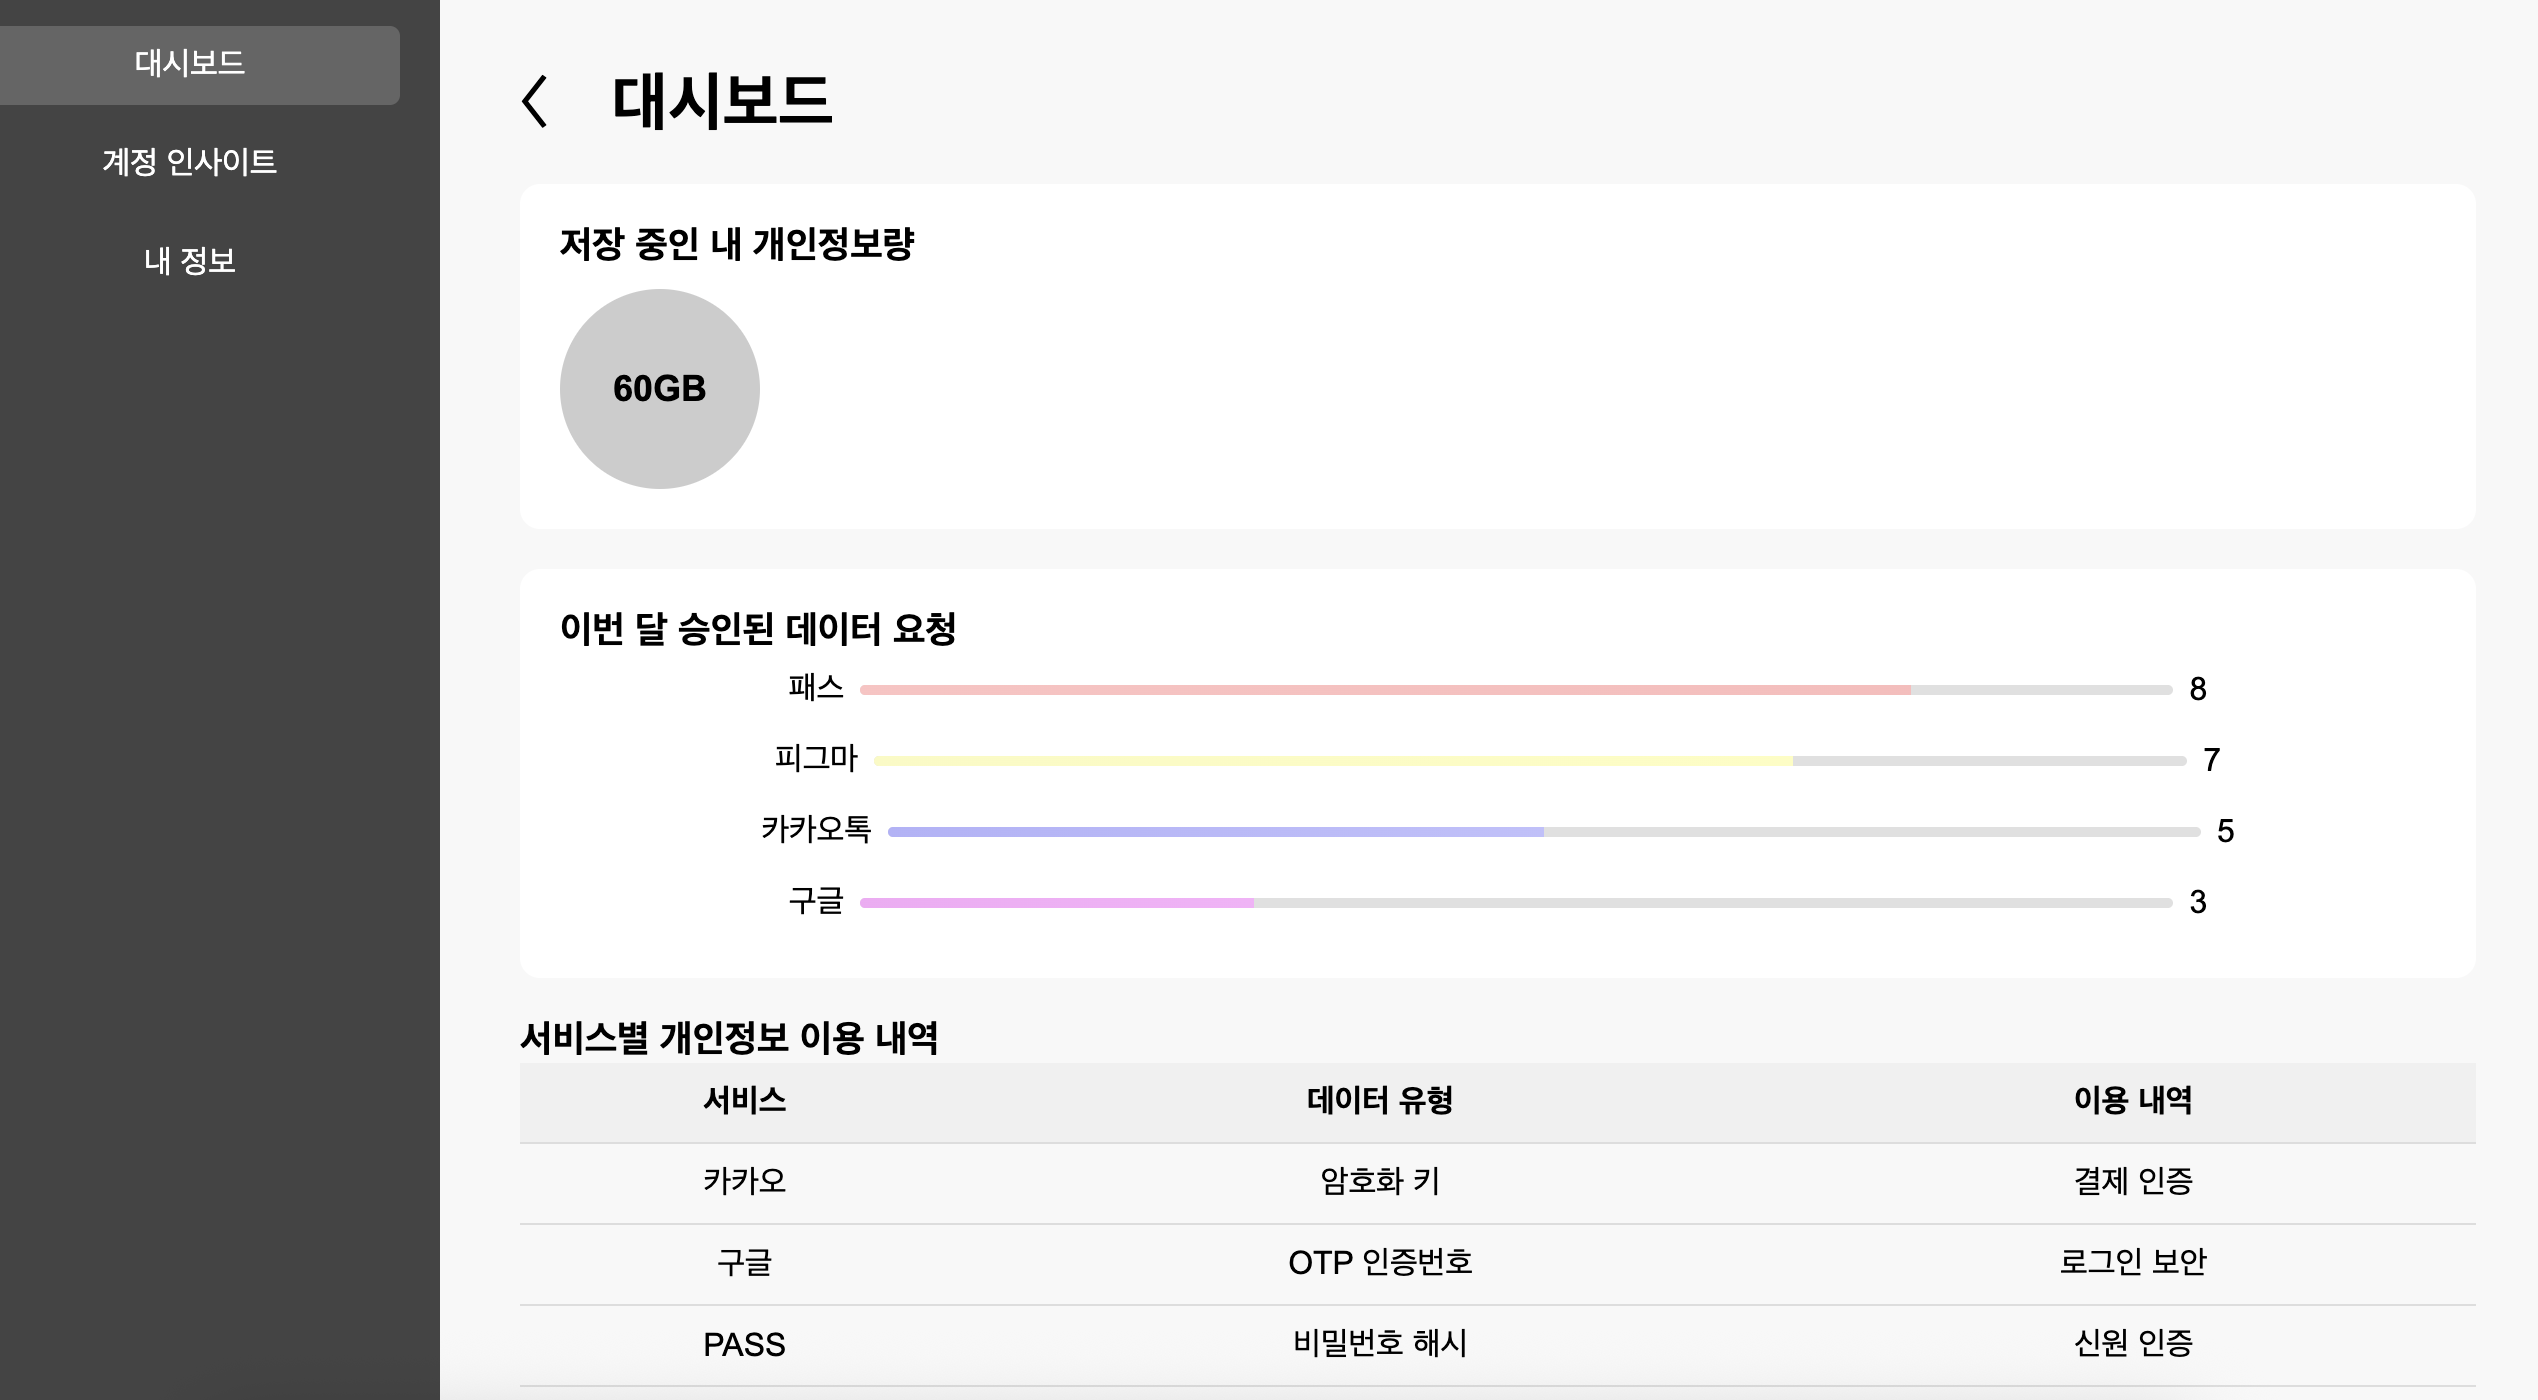 대시보드
계정 인사이트
내 정보
대시보드
저장 중인 내 개인정보량
60GB
이번 달 승인된 데이터 요청
패스 8
피그마 7
카카오톡 5
구글 3
서비스별 개인정보 이용 내역
서비스 데이터 유형 이용 내역
카카오 암호화 키 결제 인증
구글 OTP 인증번호 로그인 보안
PASS 비밀번호 해시 신원 인증